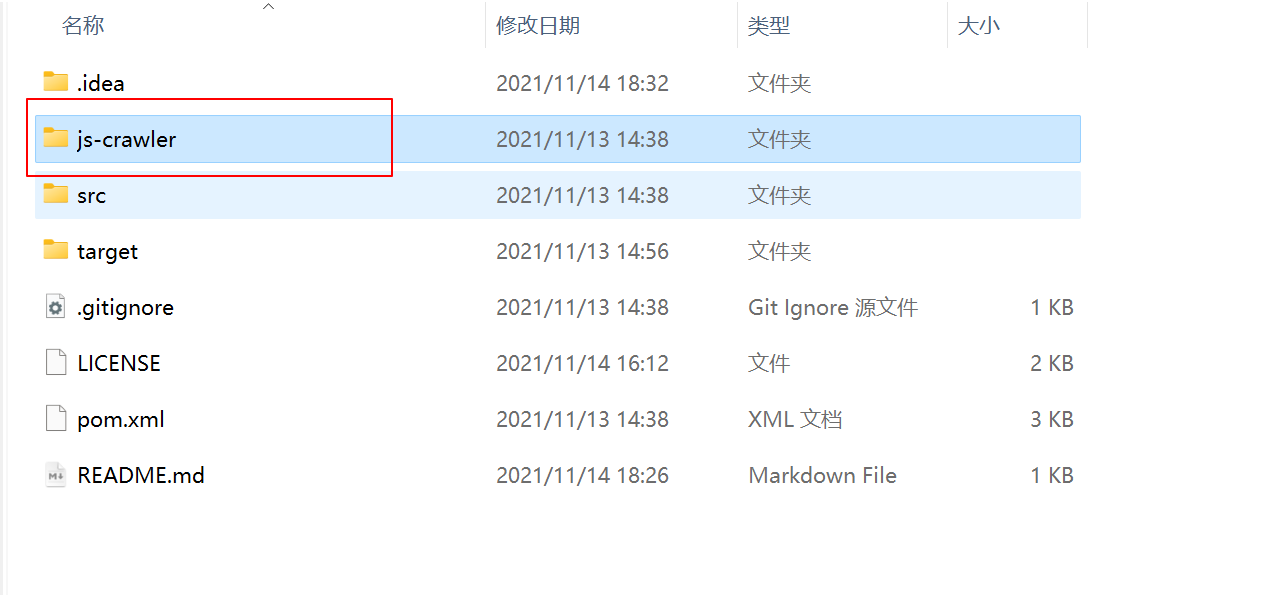 名称 修改日期 类型 大小
.idea 2021/11/14 18:32 文件夹
js-crawler 2021/11/13 14:38 文件夹
src 2021/11/13 14:38 文件夹
target 2021/11/13 14:56 文件夹
.gitignore 2021/11/13 14:38 Git Ignore 源文件 1 KB
LICENSE 2021/11/14 16:12 文件 2 KB
pom.xml 2021/11/13 14:38 XML 文档 3 KB
README.md 2021/11/14 18:26 Markdown File 1 KB